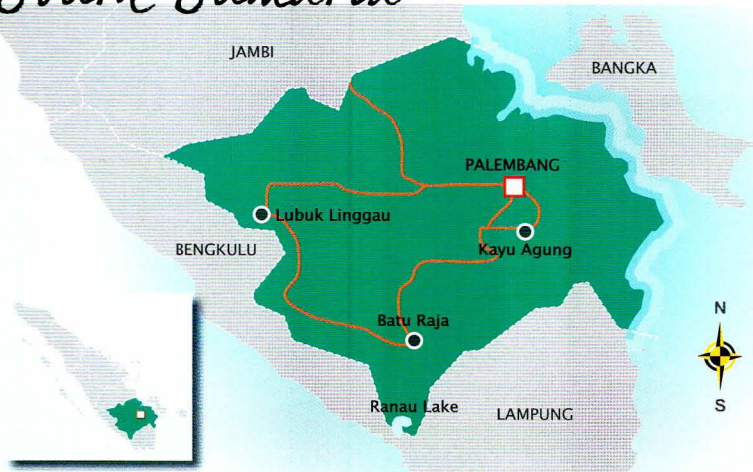 JAMBI
BANGKA
PALEMBANG
Lubuk Linggau
BENGKULU
Kayu Agung
Batu Raja
N
S
Ranau Lake
LAMPUNG